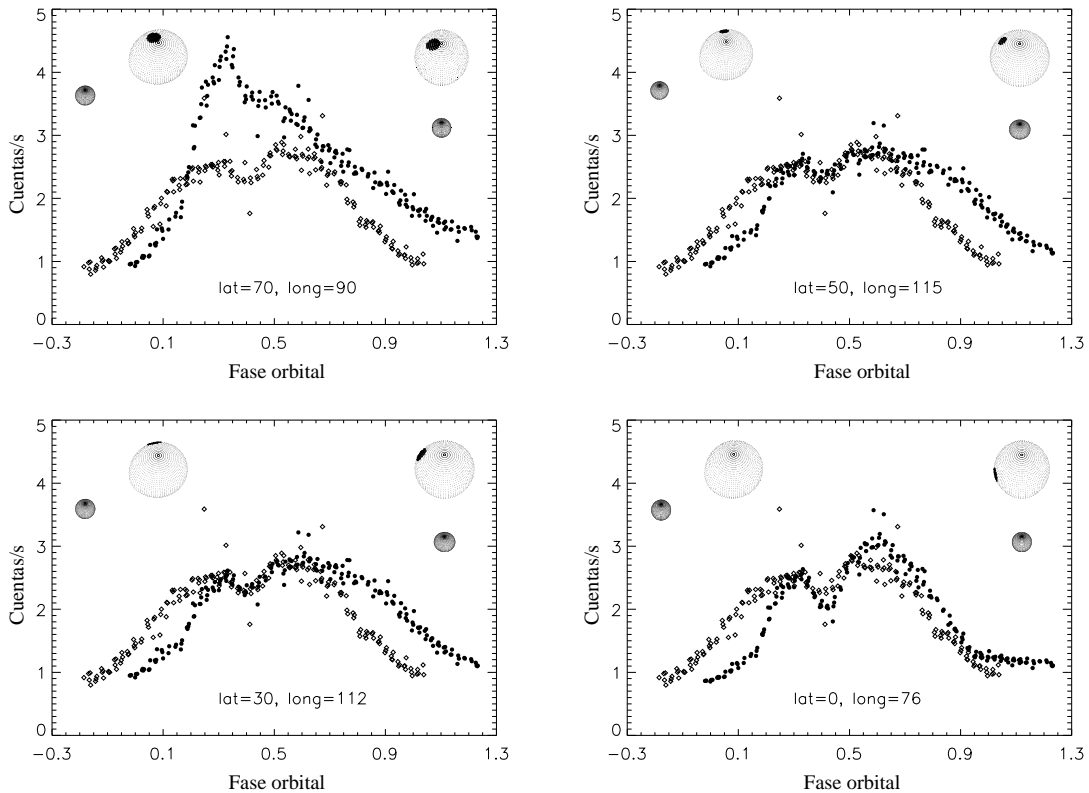 5
4
3
2
1
0
Cuentas/s
lat=70, long=90
−0.3 0.1 0.5 0.9 1.3
Fase orbital
5
4
3
2
1
0
Cuentas/s
lat=50, long=115
−0.3 0.1 0.5 0.9 1.3
Fase orbital
5
4
3
2
1
0
Cuentas/s
lat=30, long=112
−0.3 0.1 0.5 0.9 1.3
Fase orbital
5
4
3
2
1
0
Cuentas/s
lat=0, long=76
−0.3 0.1 0.5 0.9 1.3
Fase orbital